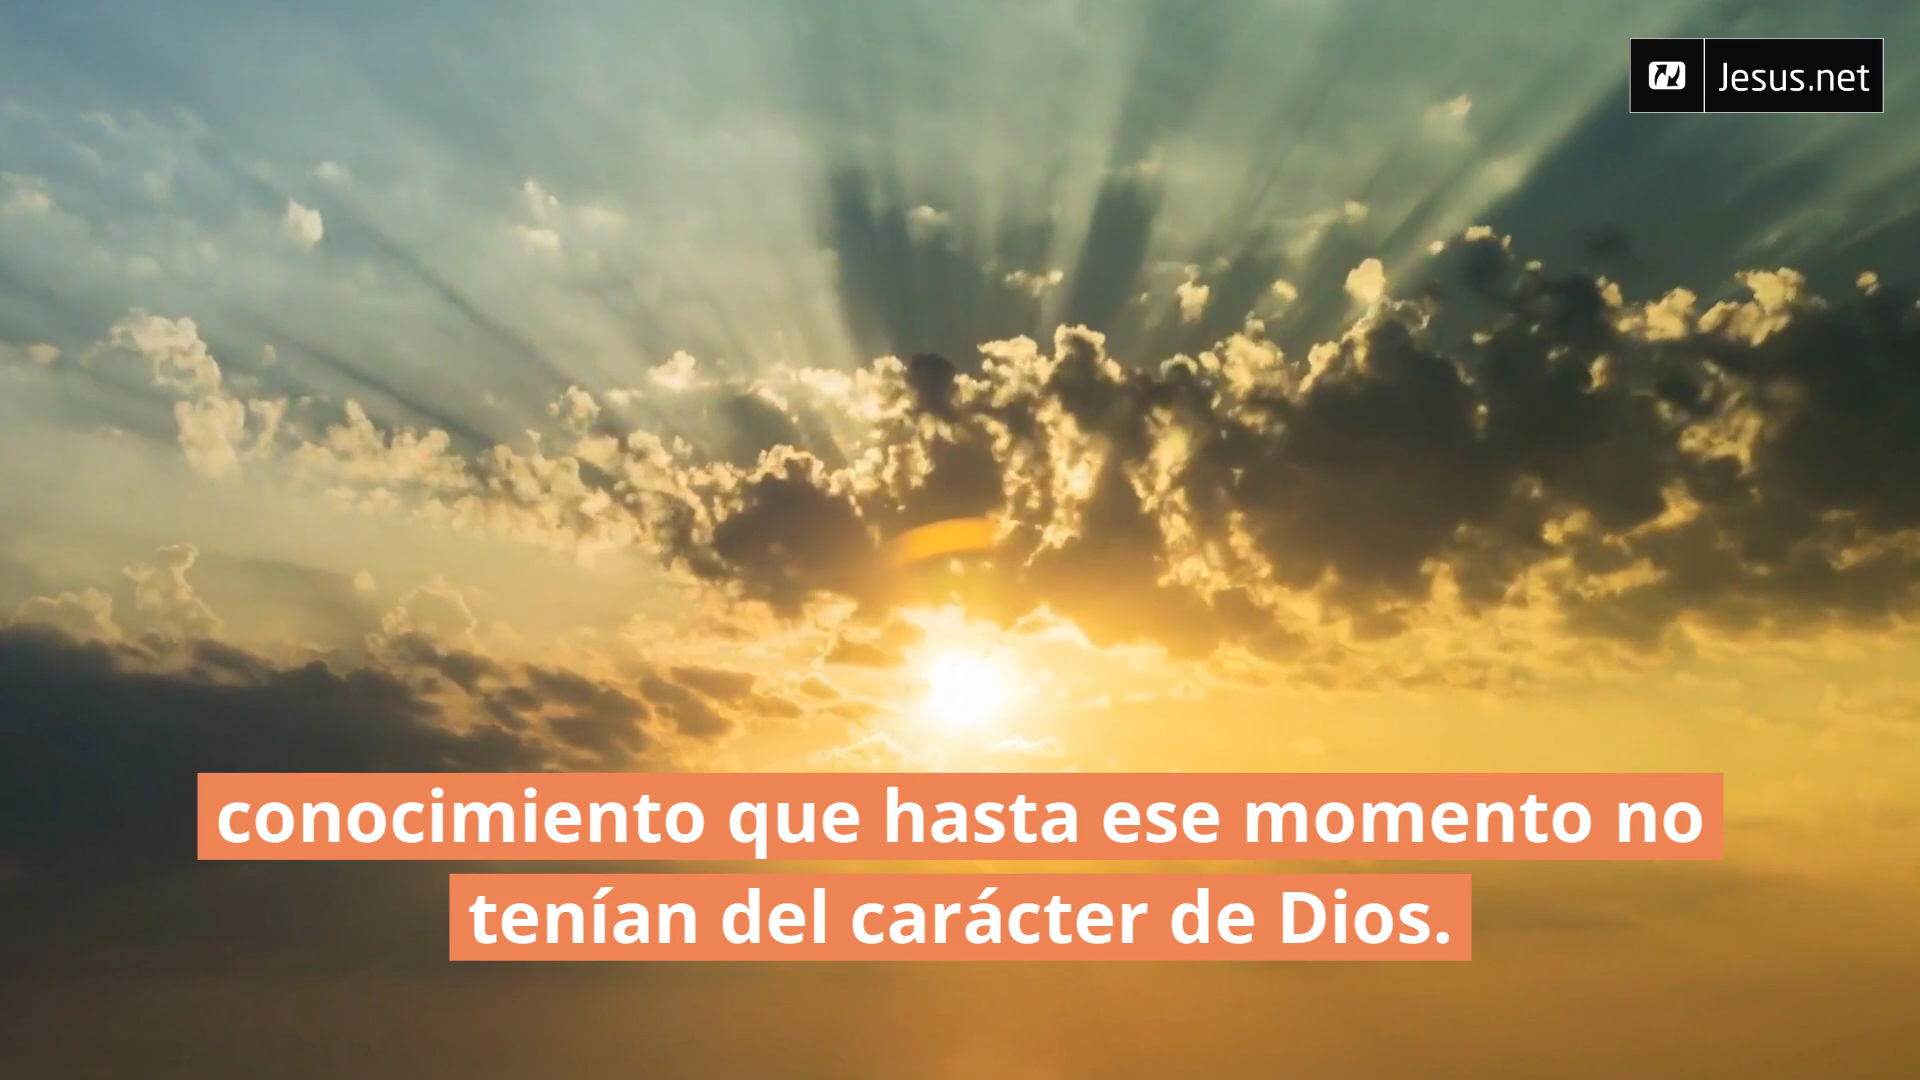 Jesus.net
conocimiento que hasta ese momento no
tenían del carácter de Dios.